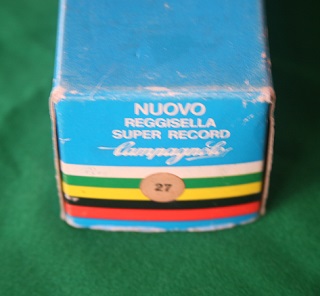 NUOVO
REGGISELLA
SUPER RECORD
Campagnolo
27